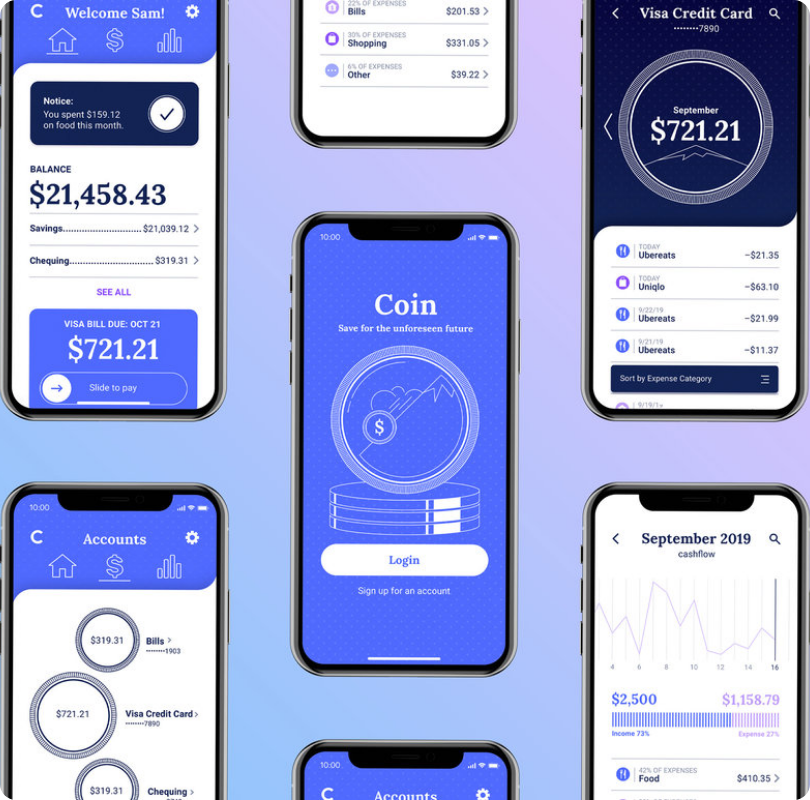 Welcome Sam!
Notice:
You spent $159.12
on food this month.
BALANCE
$21,458.43
Savings.............................$21,039.12
Chequing...............................$319.31
SEE ALL
VISA BILL DUE: OCT 21
$721.21
Slide to pay
10:00
Accounts
$319.31
Bills
••••••••1903
$721.21
Visa Credit Card
••••••••7890
$319.31
Chequing
22% OF EXPENSES
Bills $201.53
30% OF EXPENSES
Shopping $331.05
6% OF EXPENSES
Other $39.22
10:00
Coin
Save for the unforeseen future
$
Login
Sign up for an account
10:00
Accounts
Visa Credit Card
••••••••7890
September
$721.21
TODAY
Ubereats –$21.35
TODAY
Uniqlo –$63.10
9/22/19
Ubereats –$21.99
9/21/19
Ubereats –$11.37
Sort by Expense Category
September 2019
cashflow
4 6 8 10 12 14 16
$2,500 $1,158.79
Income 73% Expense 27%
42% OF EXPENSES
Food $410.35